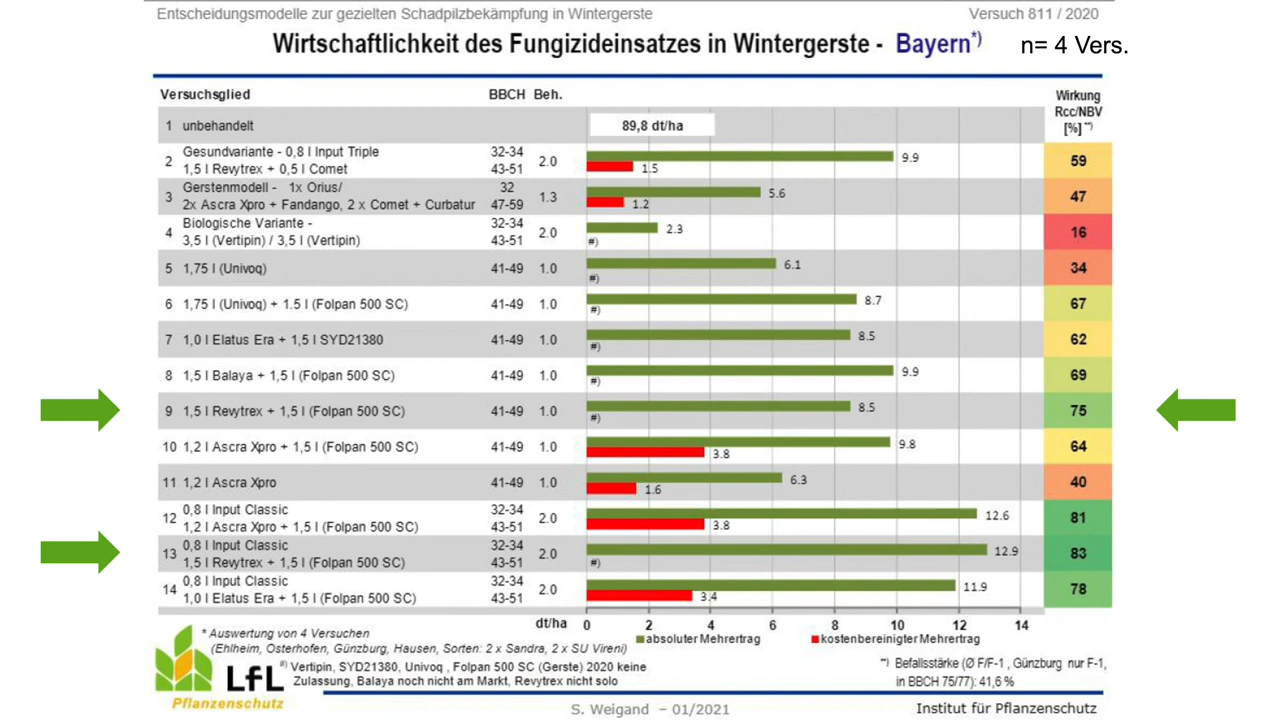 Entscheidungsmodelle zur gezielten Schadpilzbekämpfung in Wintergerste Versuch 811 / 2020
Wirtschaftlichkeit des Fungizideinsatzes in Wintergerste - Bayern*) n= 4 Vers.
Versuchsglied BBCH Beh. Wirkung
Rcc/NBV
[%] **)
1 unbehandelt 89,8 dt/ha
2 Gesundvariante - 0,8 l Input Triple 32-34
1,5 l Revytrex + 0,5 l Comet 43-51 2.0 9.9 1.5 59
3 Gerstenmodell - 1x Orius/ 32
2x Ascra Xpro + Fandango, 2 x Comet + Curbatur 47-59 1.3 5.6 1.2 47
4 Biologische Variante - 32-34
3,5 l (Vertipin) / 3,5 l (Vertipin) 43-51 2.0 2.3 #) 16
5 1,75 l (Univoq) 41-49 1.0 6.1 #) 34
6 1,75 l (Univoq) + 1.5 l (Folpan 500 SC) 41-49 1.0 8.7 #) 67
7 1,0 l Elatus Era + 1,5 l SYD21380 41-49 1.0 8.5 #) 62
8 1,5 l Balaya + 1,5 l (Folpan 500 SC) 41-49 1.0 9.9 #) 69
9 1,5 l Revytrex + 1,5 l (Folpan 500 SC) 41-49 1.0 8.5 #) 75
10 1,2 l Ascra Xpro + 1,5 l (Folpan 500 SC) 41-49 1.0 9.8 3.8 64
11 1,2 l Ascra Xpro 41-49 1.0 6.3 1.6 40
12 0,8 l Input Classic 32-34
1,2 l Ascra Xpro + 1,5 l (Folpan 500 SC) 43-51 2.0 12.6 3.8 81
13 0,8 l Input Classic 32-34
1,5 l Revytrex + 1,5 l (Folpan 500 SC) 43-51 2.0 12.9 #) 83
14 0,8 l Input Classic 32-34
1,0 l Elatus Era + 1,5 l (Folpan 500 SC) 43-51 2.0 11.9 3.4 78
dt/ha 0 2 4 6 8 10 12 14
absoluter Mehrertrag kostenbereinigter Mehrertrag
* Auswertung von 4 Versuchen
(Ehlheim, Osterhofen, Günzburg, Hausen, Sorten: 2 x Sandra, 2 x SU Vireni)
#) Vertipin, SYD21380, Univoq , Folpan 500 SC (Gerste) 2020 keine
Zulassung, Balaya noch nicht am Markt, Revytrex nicht solo
**) Befallsstärke (Ø F/F-1 , Günzburg nur F-1,
in BBCH 75/77): 41,6 %
LfL
Pflanzenschutz
S. Weigand – 01/2021 Institut für Pflanzenschutz